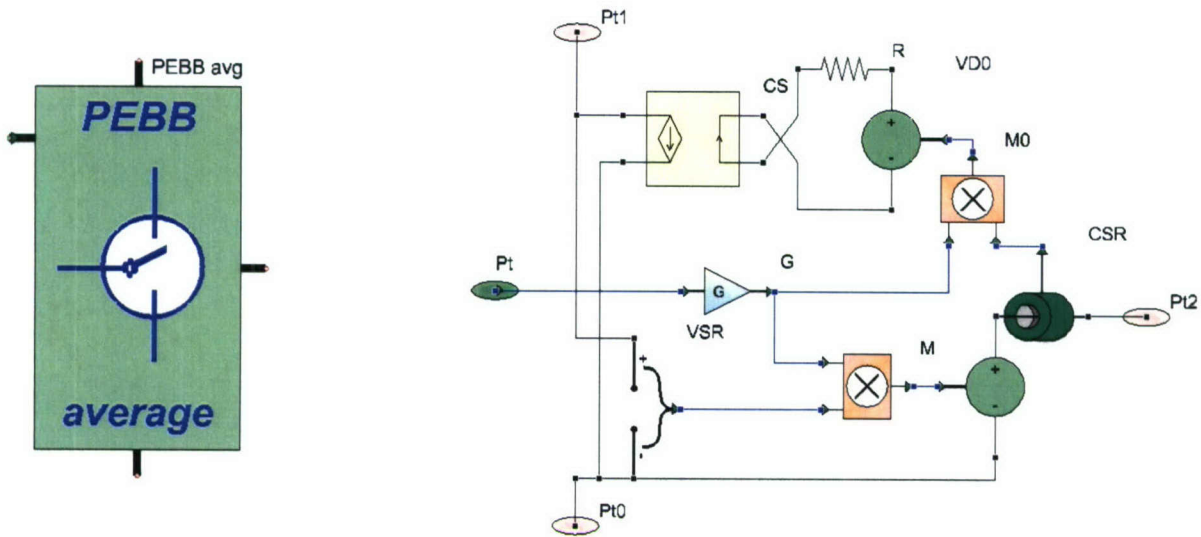 PEBB avg
PEBB
average
Pt1
R
VD0
CS
+
-
M0
CSR
Pt
G
G
VSR
Pt2
+
M
+
-
-
Pt0